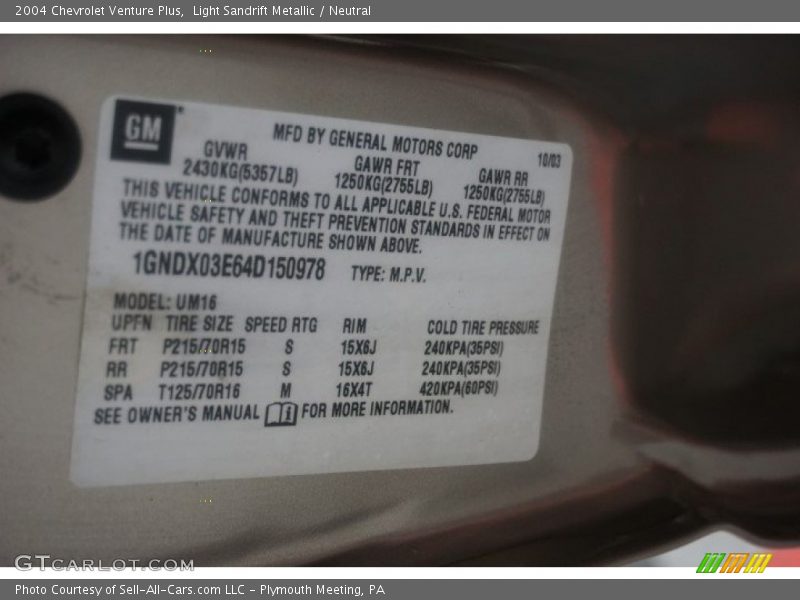 2004 Chevrolet Venture Plus,  Light Sandrift Metallic / Neutral
GM
MFD BY GENERAL MOTORS CORP 10/03
GVWR GAWR FRT GAWR RR
2430KG(5357LB) 1250KG(2755LB) 1250KG(2755LB)
THIS VEHICLE CONFORMS TO ALL APPLICABLE U.S. FEDERAL MOTOR
VEHICLE SAFETY AND THEFT PREVENTION STANDARDS IN EFFECT ON
THE DATE OF MANUFACTURE SHOWN ABOVE.
1GNDX03E64D150978 TYPE: M.P.V.
MODEL: UM16
UPFN TIRE SIZE SPEED RTG RIM COLD TIRE PRESSURE
FRT P215/70R15 S 15X6J 240KPA(35PSI)
RR P215/70R15 S 15X6J 240KPA(35PSI)
SPA T125/70R16 M 16X4T 420KPA(60PSI)
SEE OWNER'S MANUAL FOR MORE INFORMATION.
GTCARLOT.COM
Photo Courtesy of Sell-All-Cars.com LLC - Plymouth Meeting, PA